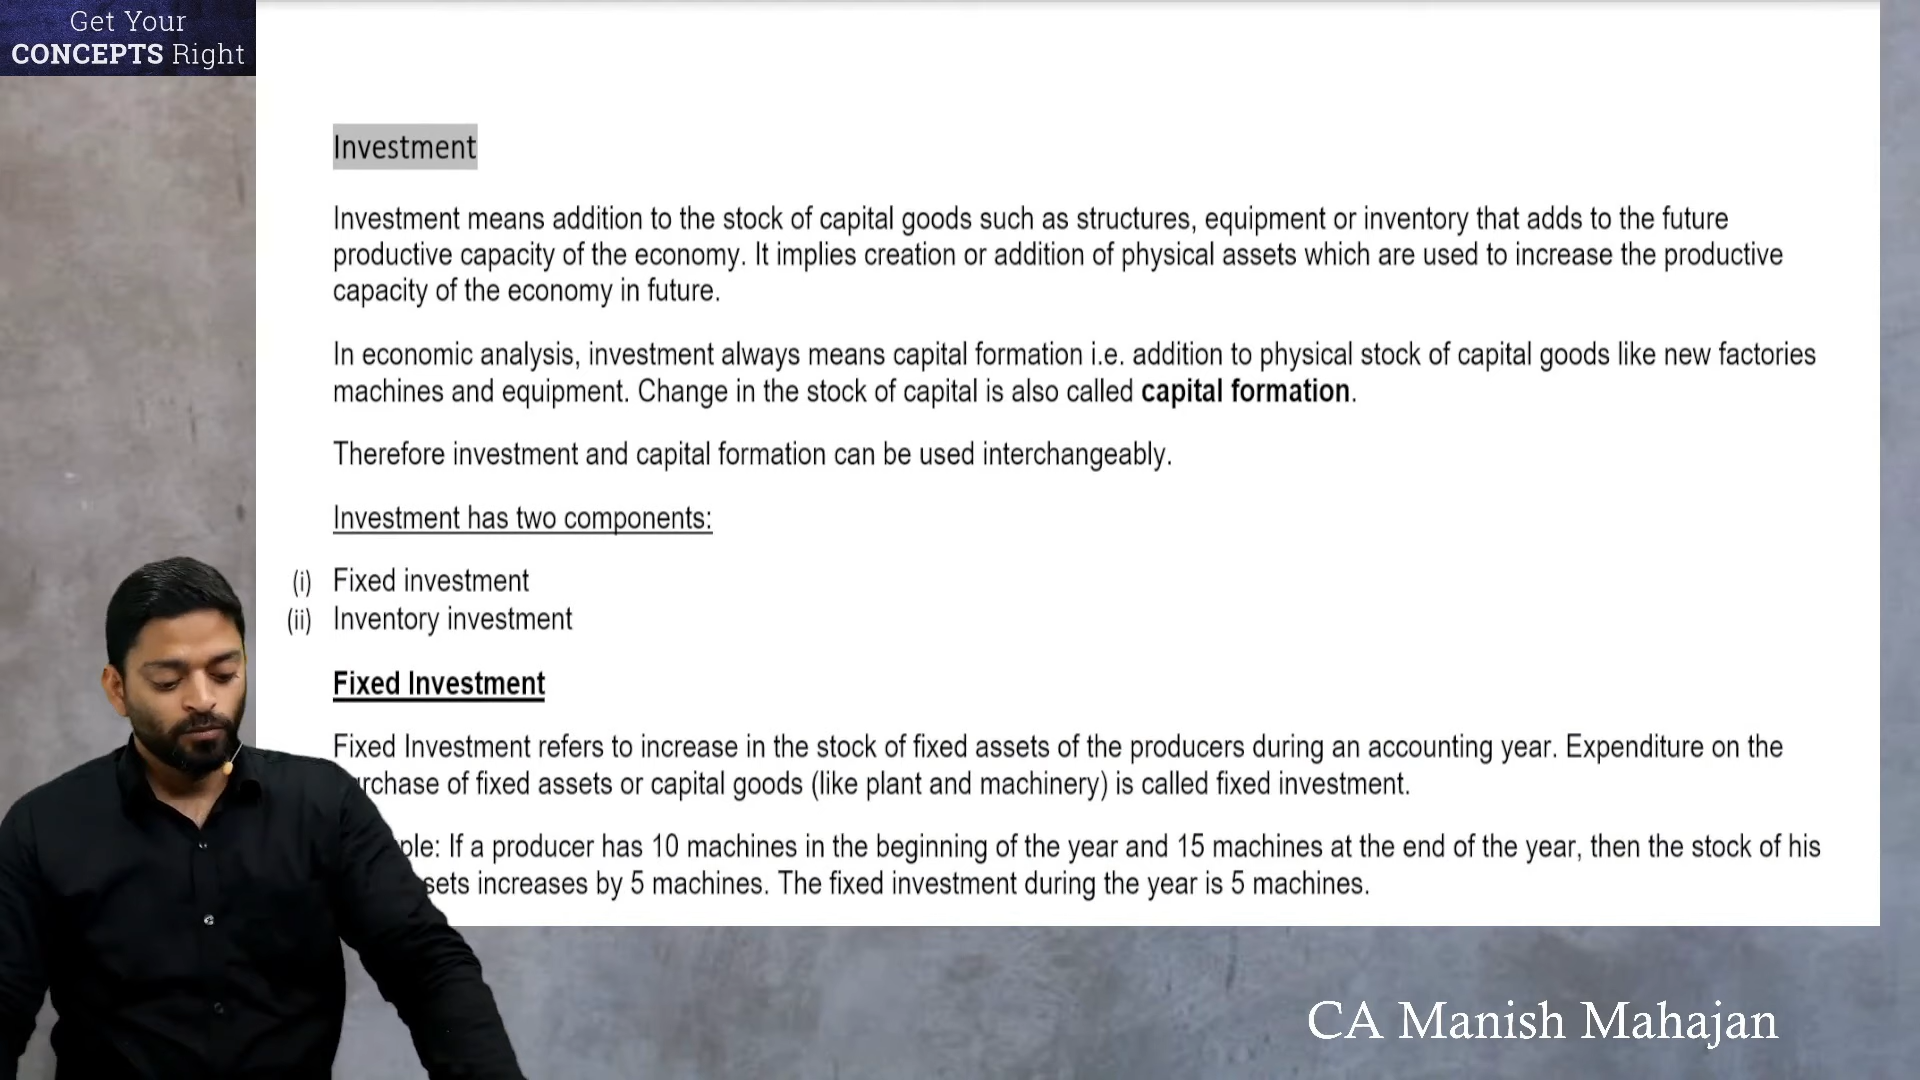 Get Your
CONCEPTS Right
Investment
Investment means addition to the stock of capital goods such as structures, equipment or inventory that adds to the future
productive capacity of the economy. It implies creation or addition of physical assets which are used to increase the productive
capacity of the economy in future.
In economic analysis, investment always means capital formation i.e. addition to physical stock of capital goods like new factories
machines and equipment. Change in the stock of capital is also called capital formation.
Therefore investment and capital formation can be used interchangeably.
Investment has two components:
(i) Fixed investment
(ii) Inventory investment
Fixed Investment
Fixed Investment refers to increase in the stock of fixed assets of the producers during an accounting year. Expenditure on the
of fixed assets or capital goods (like plant and machinery) is called fixed investment.
If a producer has 10 machines in the beginning of the year and 15 machines at the end of the year, then the stock of his
increases by 5 machines. The fixed investment during the year is 5 machines.
CA Manish Mahajan